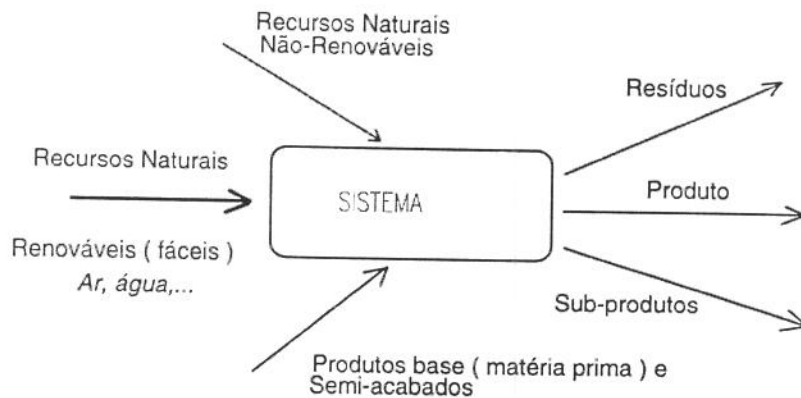 Recursos Naturais
Não-Renováveis
Resíduos
Recursos Naturais
SISTEMA
Produto
Renováveis ( fáceis )
Ar, água,...
Sub-produtos
Produtos base ( matéria prima ) e
Semi-acabados